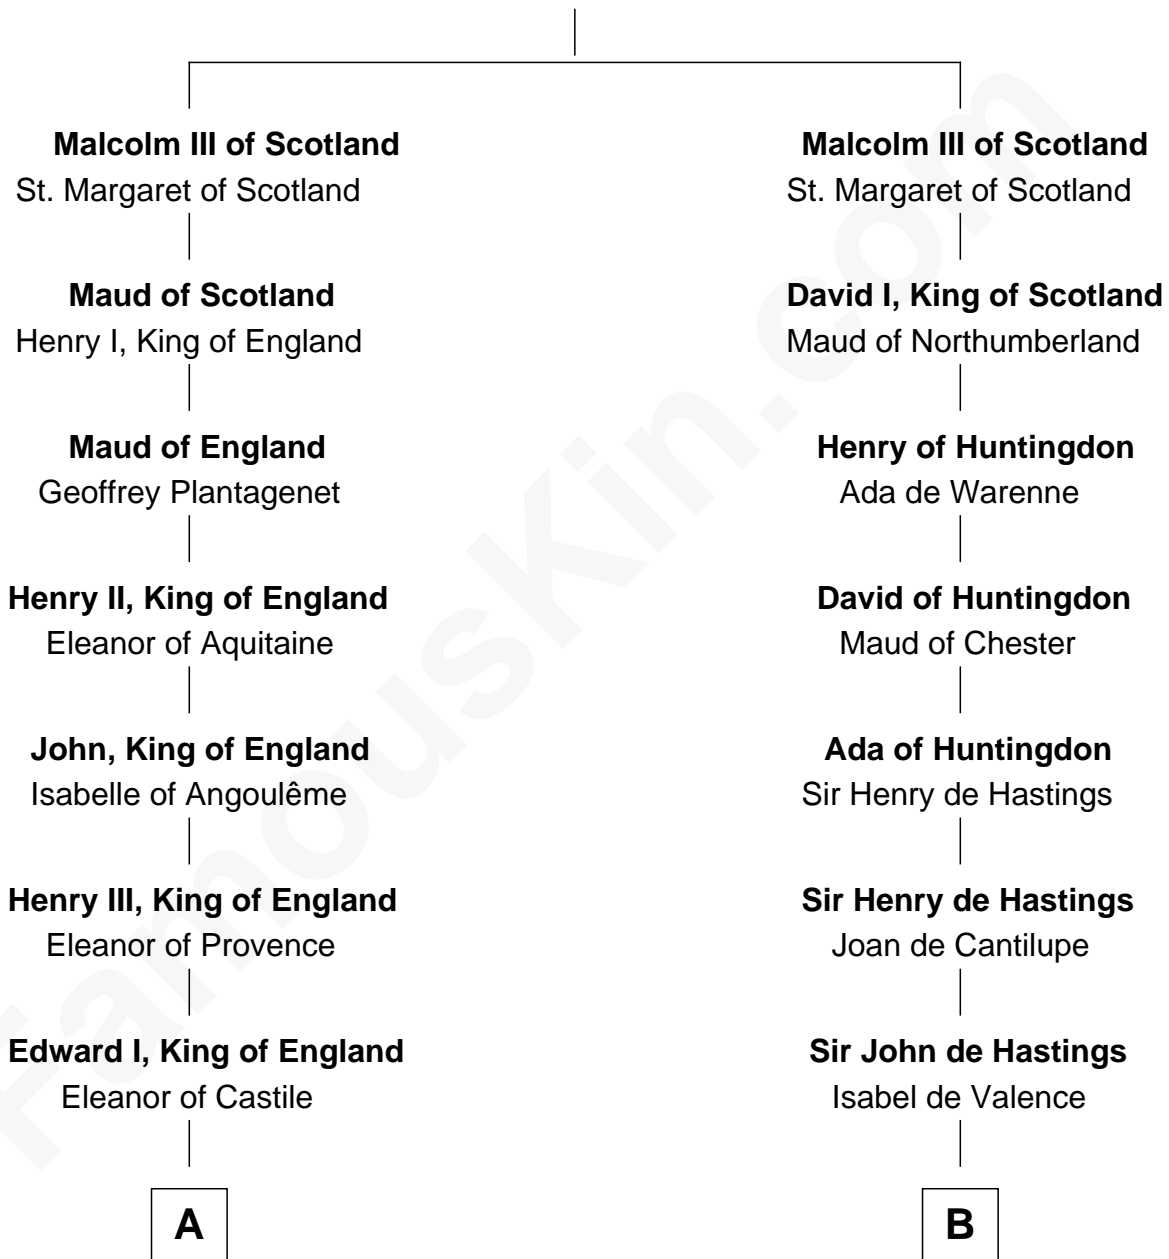 Malcolm III of Scotland
St. Margaret of Scotland
Maud of Scotland
Henry I, King of England
Maud of England
Geoffrey Plantagenet
Henry II, King of England
Eleanor of Aquitaine
John, King of England
Isabelle of Angoulême
Henry III, King of England
Eleanor of Provence
Edward I, King of England
Eleanor of Castile
A
Malcolm III of Scotland
St. Margaret of Scotland
David I, King of Scotland
Maud of Northumberland
Henry of Huntingdon
Ada de Warenne
David of Huntingdon
Maud of Chester
Ada of Huntingdon
Sir Henry de Hastings
Sir Henry de Hastings
Joan de Cantilupe
Sir John de Hastings
Isabel de Valence
B
FamousKin.com